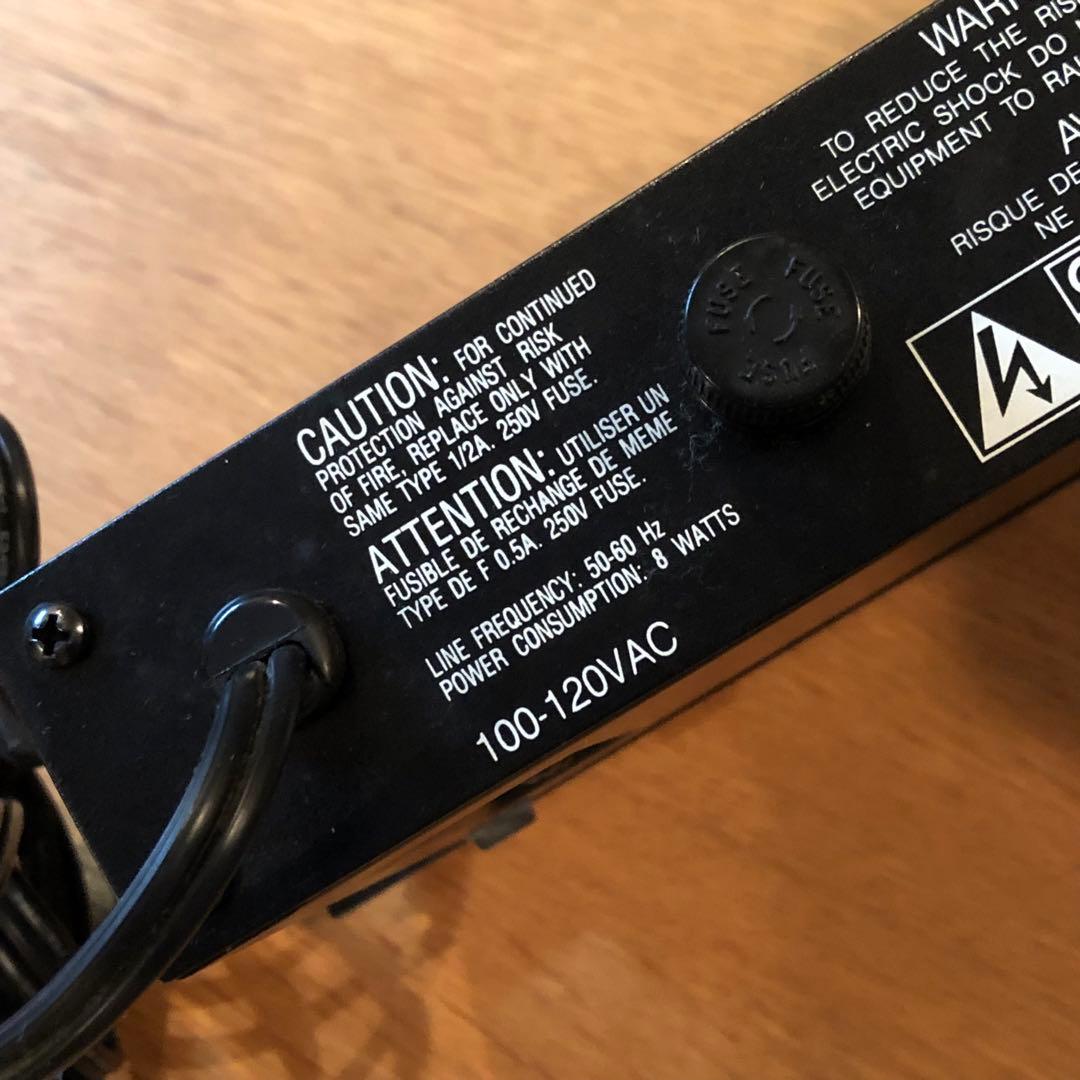 CAUTION: FOR CONTINUED
PROTECTION AGAINST RISK
OF FIRE, REPLACE ONLY WITH
SAME TYPE 1/2A. 250V FUSE.
ATTENTION: UTILISER UN
FUSIBLE DE RECHANGE DE MEME
TYPE DE F 0.5A. 250V FUSE.
LINE FREQUENCY: 50-60 Hz
POWER CONSUMPTION: 8 WATTS
100-120VAC
FUSE FUSE
FUSE
TO REDUCE THE
ELECTRIC SHOCK DO
EQUIPMENT TO
RISQUE DE
NE